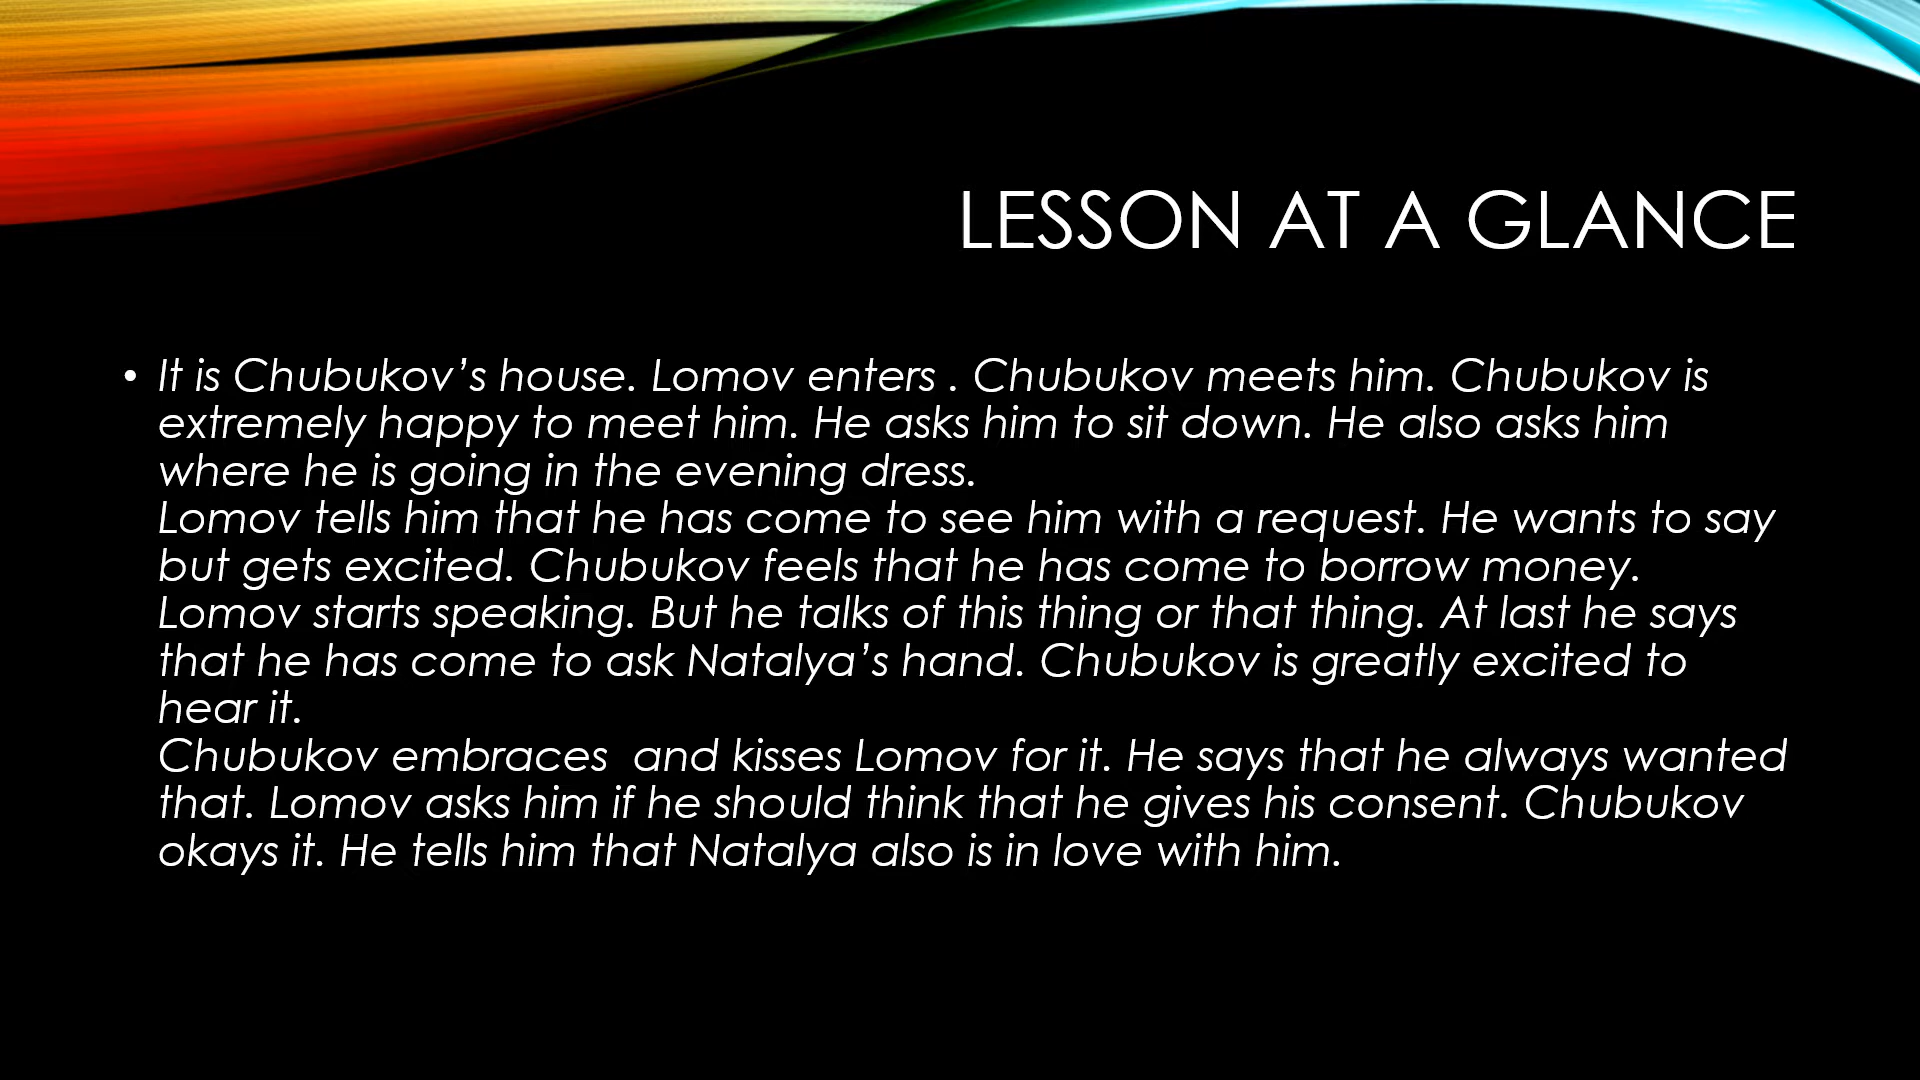 LESSON AT A GLANCE
• It is Chubukov’s house. Lomov enters . Chubukov meets him. Chubukov is
extremely happy to meet him. He asks him to sit down. He also asks him
where he is going in the evening dress.
Lomov tells him that he has come to see him with a request. He wants to say
but gets excited. Chubukov feels that he has come to borrow money.
Lomov starts speaking. But he talks of this thing or that thing. At last he says
that he has come to ask Natalya’s hand. Chubukov is greatly excited to
hear it.
Chubukov embraces  and kisses Lomov for it. He says that he always wanted
that. Lomov asks him if he should think that he gives his consent. Chubukov
okays it. He tells him that Natalya also is in love with him.